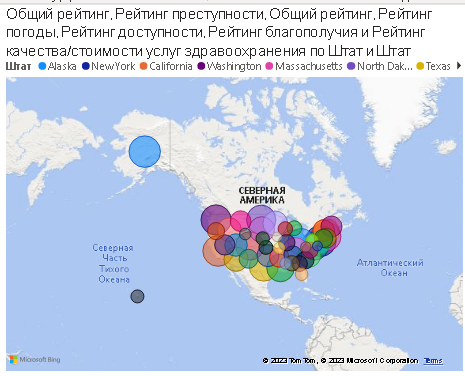 Общий рейтинг, Рейтинг преступности, Общий рейтинг, Рейтинг
погоды, Рейтинг доступности, Рейтинг благополучия и Рейтинг
качества/стоимости услуг здравоохранения по Штат и Штат
Штат Alaska NewYork California Washington Massachusetts North Dak... Texas
СЕВЕРНАЯ
АМЕРИКА
Северная
Часть
Тихого
Океана
Атлантический
Океан
Microsoft Bing
© 2023 TomTom, © 2023 Microsoft Corporation Terms